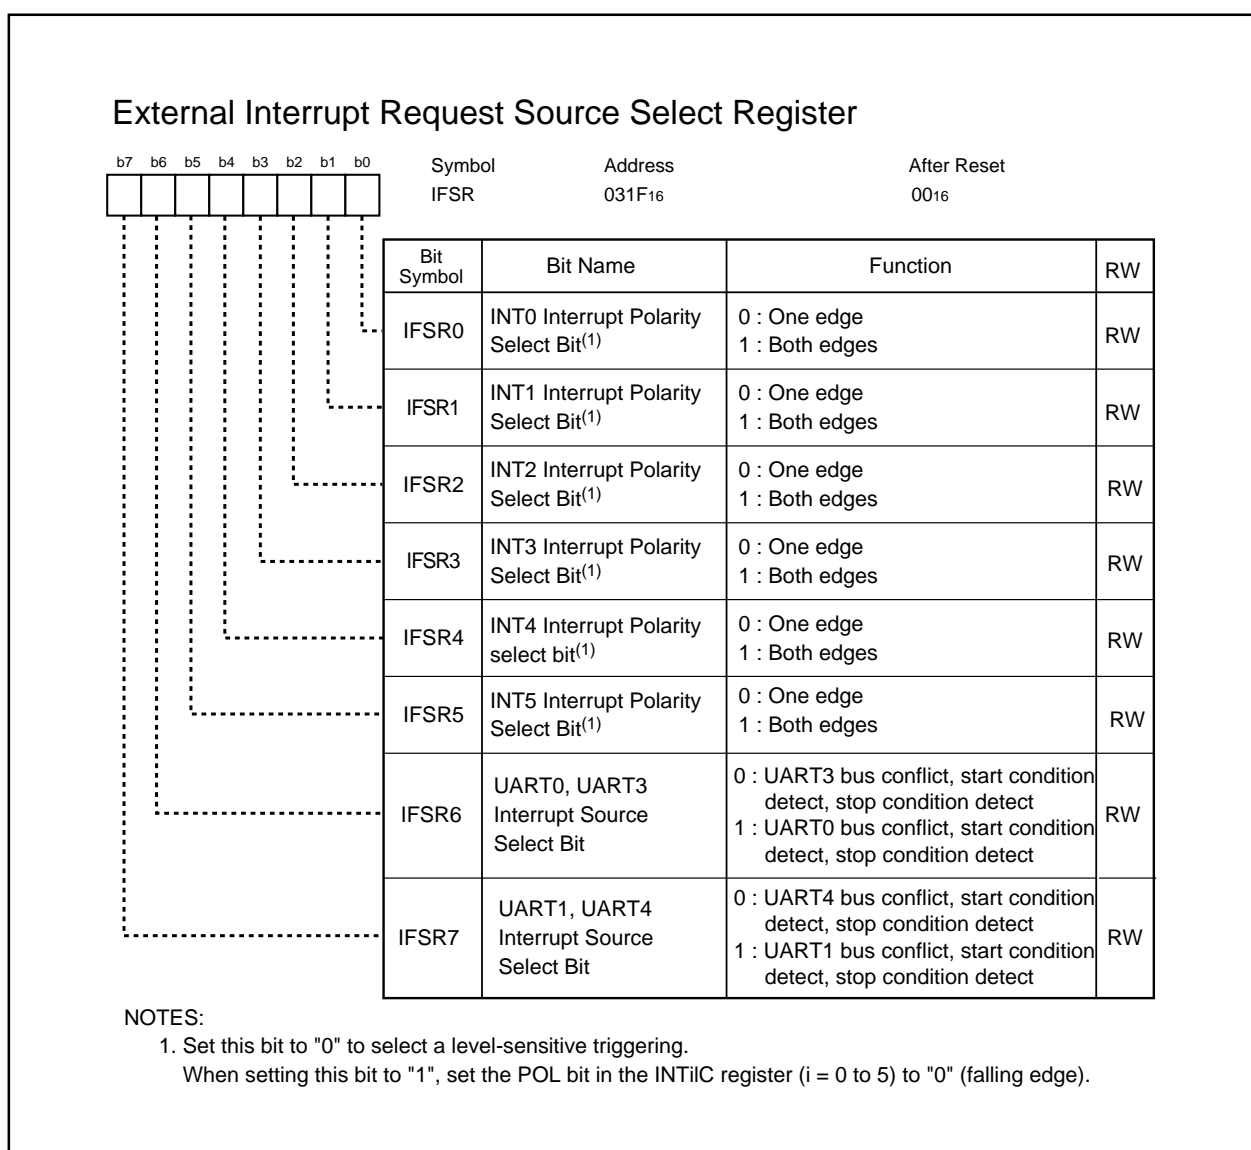 External Interrupt Request Source Select Register
b7 b6 b5 b4 b3 b2 b1 b0
Symbol Address After Reset
IFSR 031F16 0016
Bit Symbol Bit Name Function RW
IFSR0 INT0 Interrupt Polarity Select Bit(1) 0 : One edge RW
1 : Both edges
IFSR1 INT1 Interrupt Polarity Select Bit(1) 0 : One edge RW
1 : Both edges
IFSR2 INT2 Interrupt Polarity Select Bit(1) 0 : One edge RW
1 : Both edges
IFSR3 INT3 Interrupt Polarity Select Bit(1) 0 : One edge RW
1 : Both edges
IFSR4 INT4 Interrupt Polarity select bit(1) 0 : One edge RW
1 : Both edges
IFSR5 INT5 Interrupt Polarity Select Bit(1) 0 : One edge RW
1 : Both edges
IFSR6 UART0, UART3 Interrupt Source Select Bit 0 : UART3 bus conflict, start condition detect, stop condition detect RW
1 : UART0 bus conflict, start condition detect, stop condition detect
IFSR7 UART1, UART4 Interrupt Source Select Bit 0 : UART4 bus conflict, start condition detect, stop condition detect RW
1 : UART1 bus conflict, start condition detect, stop condition detect
NOTES:
1. Set this bit to "0" to select a level-sensitive triggering.
When setting this bit to "1", set the POL bit in the INTilC register (i = 0 to 5) to "0" (falling edge).